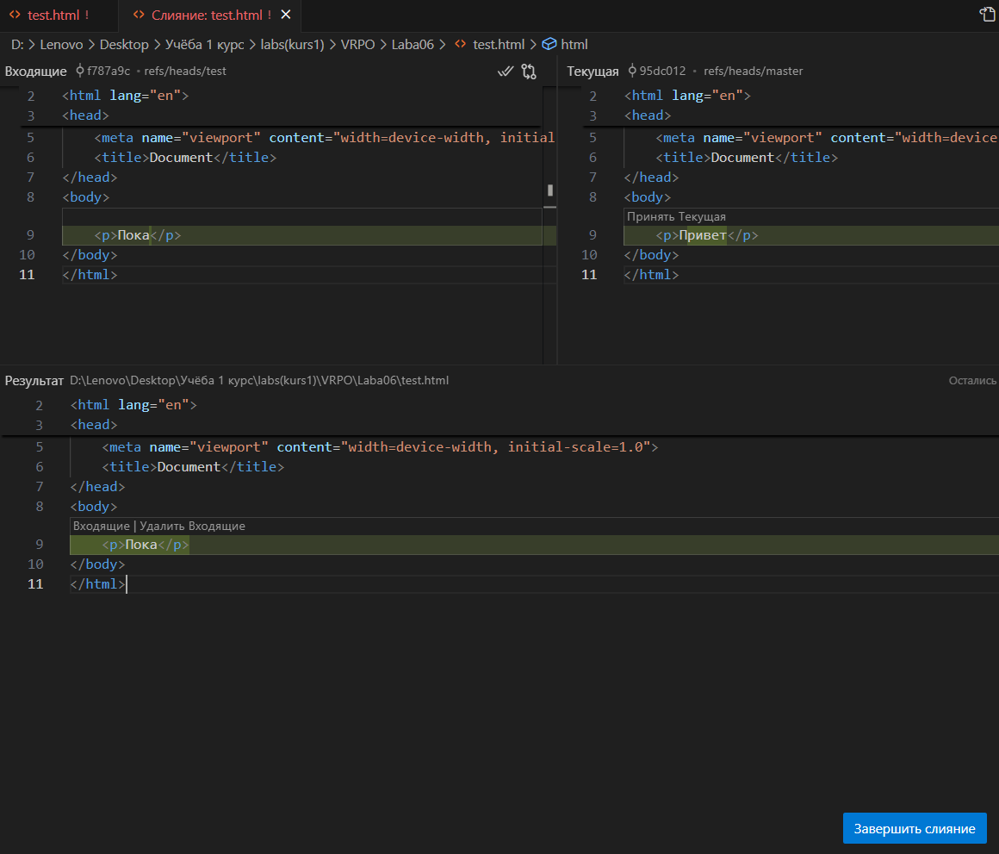 test.html !
Слияние: test.html !
D: > Lenovo > Desktop > Учёба 1 курс > labs(kurs1) > VRPO > Laba06 > test.html > html
Входящие f787a9c • refs/heads/test
2 <html lang="en">
3 <head>
5 <meta name="viewport" content="width=device-width, initial
6 <title>Document</title>
7 </head>
8 <body>
9 <p>Пока</p>
10 </body>
11 </html>
Текущая 95dc012 • refs/heads/master
2 <html lang="en">
3 <head>
5 <meta name="viewport" content="width=device
6 <title>Document</title>
7 </head>
8 <body>
Принять Текущая
9 <p>Привет</p>
10 </body>
11 </html>
Результат D:\Lenovo\Desktop\Учёба 1 курс\labs(kurs1)\VRPO\Laba06\test.html
Остались
2 <html lang="en">
3 <head>
5 <meta name="viewport" content="width=device-width, initial-scale=1.0">
6 <title>Document</title>
7 </head>
8 <body>
Входящие | Удалить Входящие
9 <p>Пока</p>
10 </body>
11 </html>
Завершить слияние